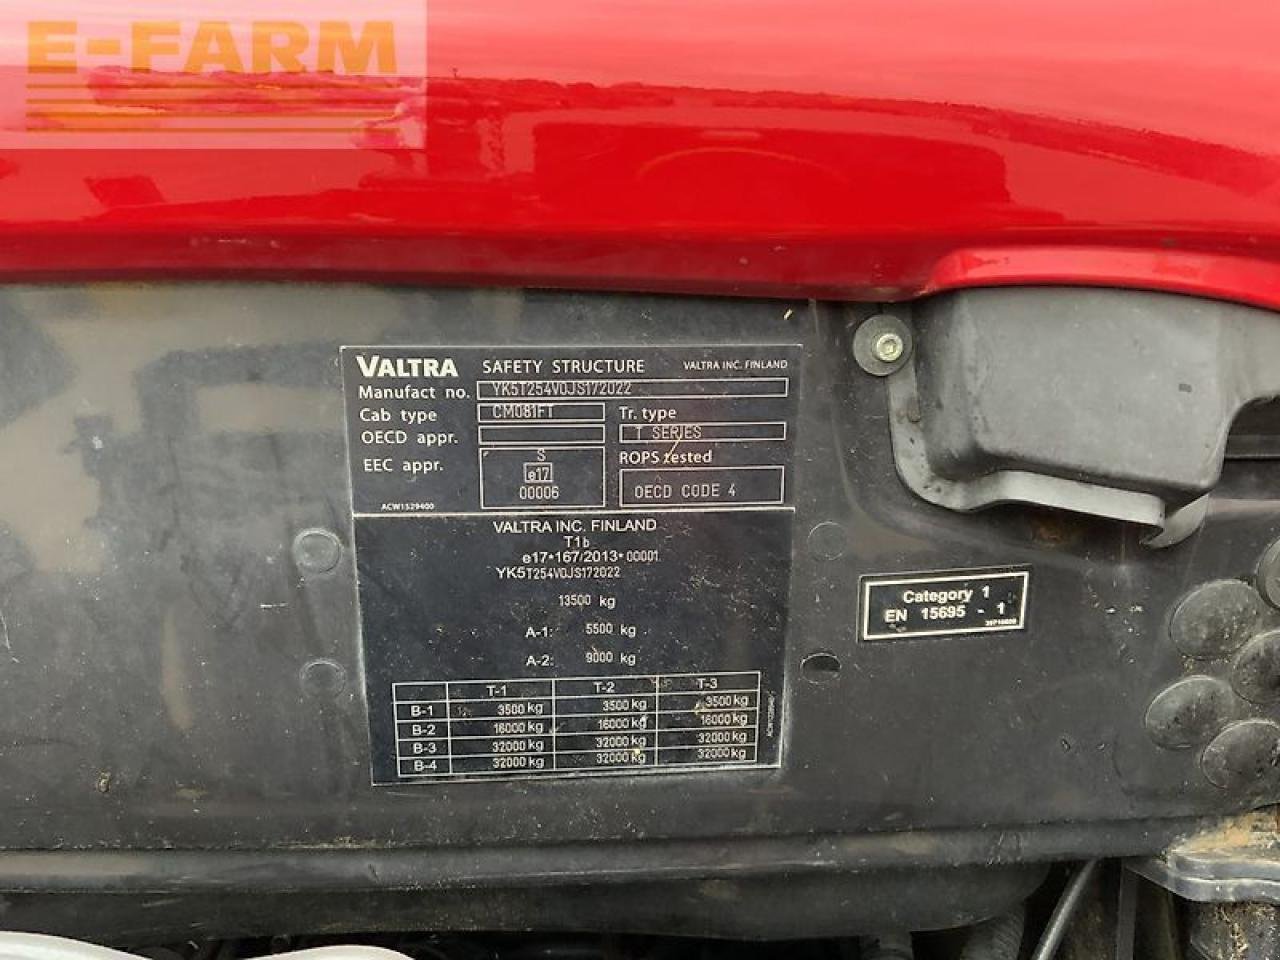 E-FARM
VALTRA SAFETY STRUCTURE VALTRA INC. FINLAND
Manufact no. YK5T254V0JS172022
Cab type CM081FT Tr. type
OECD appr. T SERIES
EEC appr. S ROPS tested
e17
00006 OECD CODE 4
ACW1529400
VALTRA INC. FINLAND
T1b
e17*167/2013*00001
YK5T254V0JS172022
13500 kg
A-1: 5500 kg
A-2: 9000 kg
T-1 T-2 T-3
B-1 3500 kg 3500 kg 3500 kg
B-2 16000 kg 16000 kg 16000 kg
B-3 32000 kg 32000 kg 32000 kg
B-4 32000 kg 32000 kg 32000 kg
Category 1
EN 15695 - 1